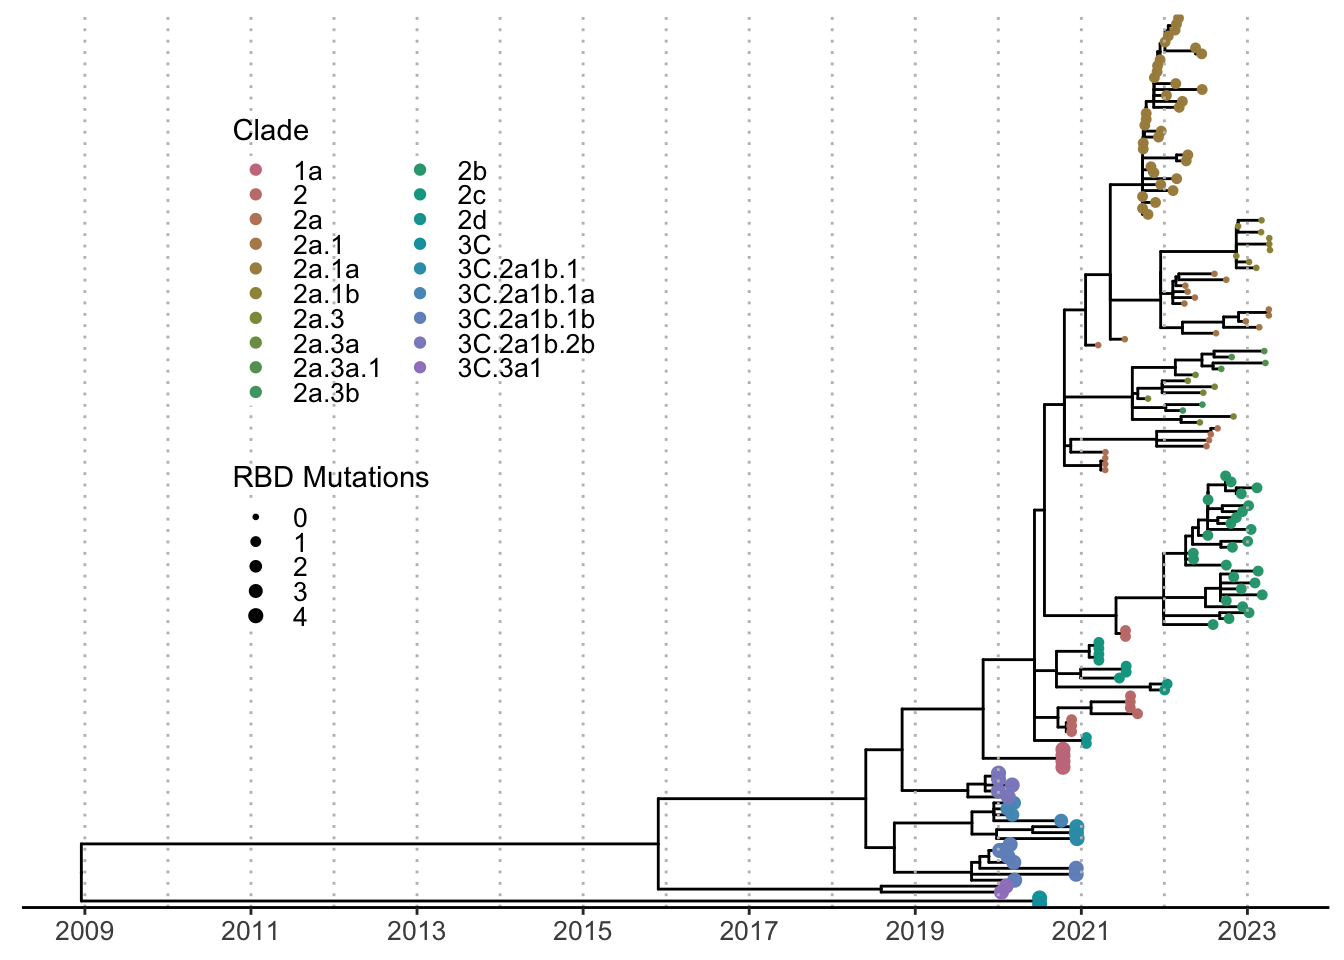 Clade
1a
2
2a
2a.1
2a.1a
2a.1b
2a.3
2a.3a
2a.3a.1
2a.3b
2b
2c
2d
3C
3C.2a1b.1
3C.2a1b.1a
3C.2a1b.1b
3C.2a1b.2b
3C.3a1
RBD Mutations
0
1
2
3
4
2009 2011 2013 2015 2017 2019 2021 2023